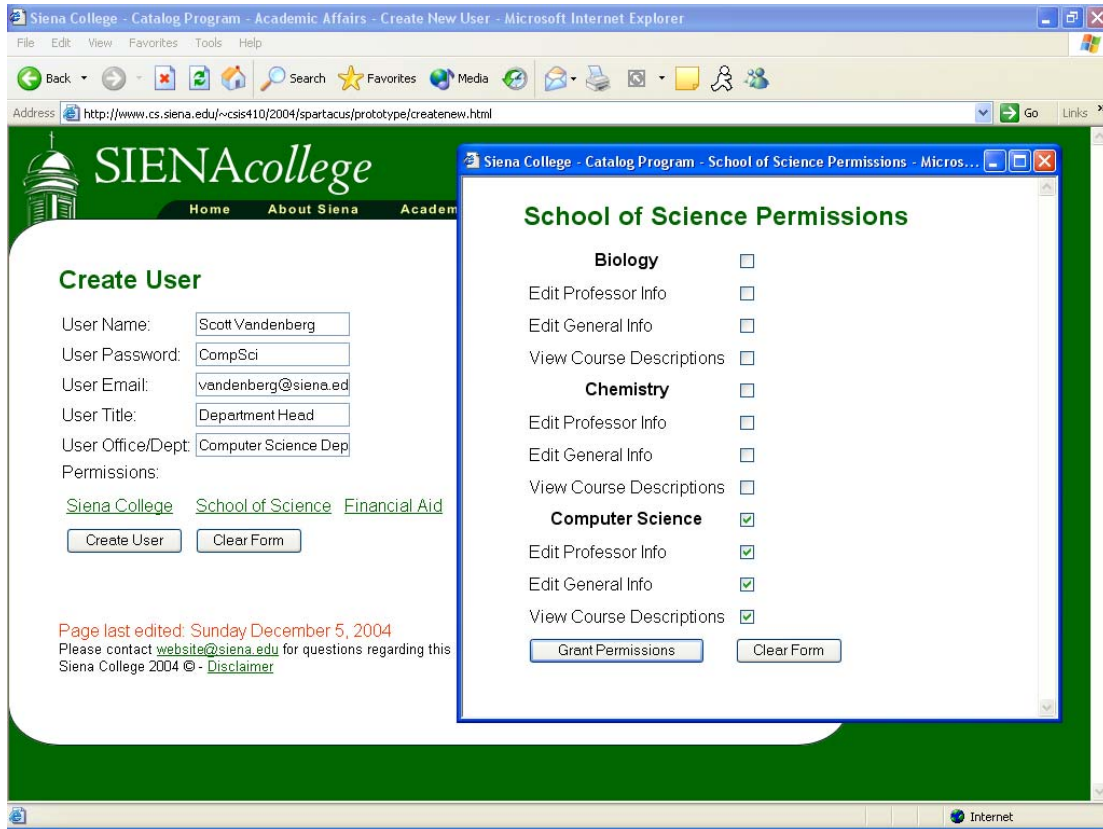 Siena College - Catalog Program - Academic Affairs - Create New User - Microsoft Internet Explorer
File Edit View Favorites Tools Help
Back Search Favorites Media
Address http://www.cs.siena.edu/~csis410/2004/spartacus/prototype/createnew.html Go Links
SIENAcollege
Home About Siena Academ
Create User
User Name: Scott Vandenberg
User Password: CompSci
User Email: vandenberg@siena.ed
User Title: Department Head
User Office/Dept: Computer Science Dep
Permissions:
Siena College School of Science Financial Aid
Create User Clear Form
Page last edited: Sunday December 5, 2004
Please contact website@siena.edu for questions regarding this
Siena College 2004 © - Disclaimer
Siena College - Catalog Program - School of Science Permissions - Micros...
School of Science Permissions
Biology
Edit Professor Info
Edit General Info
View Course Descriptions
Chemistry
Edit Professor Info
Edit General Info
View Course Descriptions
Computer Science
Edit Professor Info
Edit General Info
View Course Descriptions
Grant Permissions Clear Form
Internet